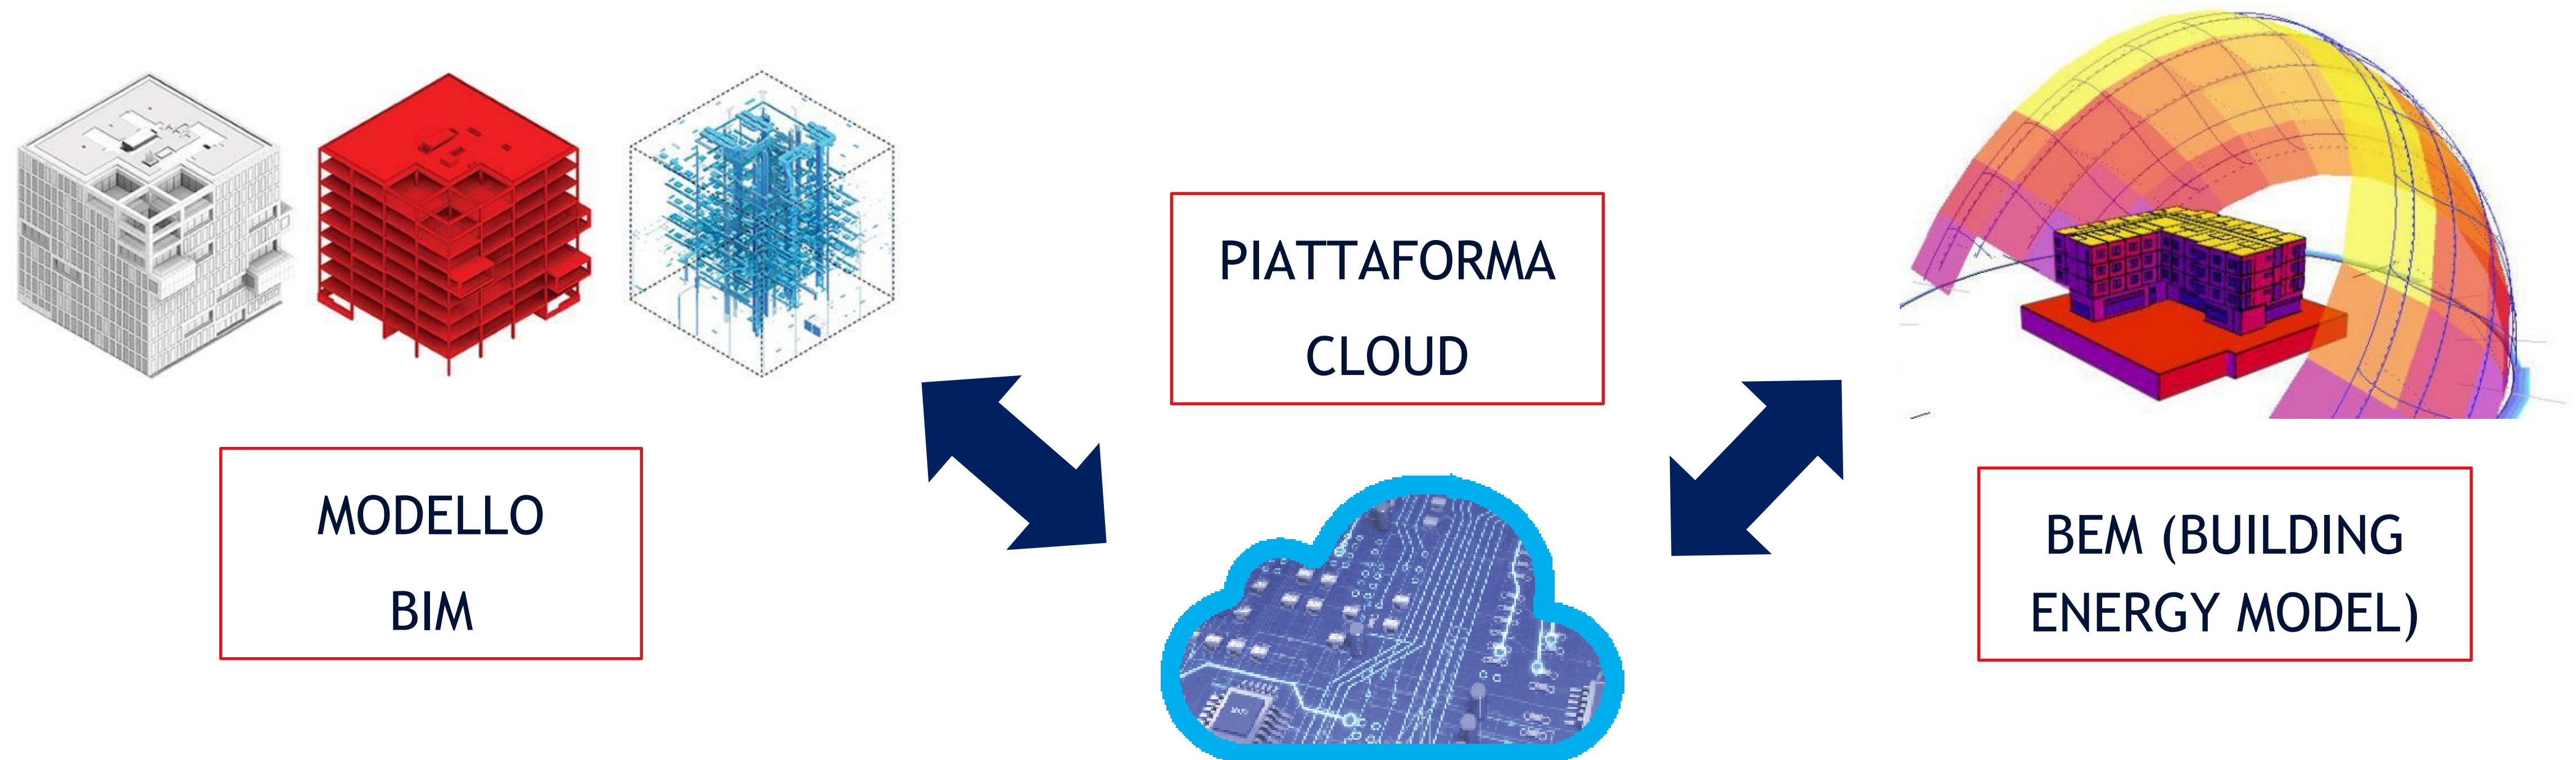 MODELLO
BIM
PIATTAFORMA
CLOUD
BEM (BUILDING
ENERGY MODEL)